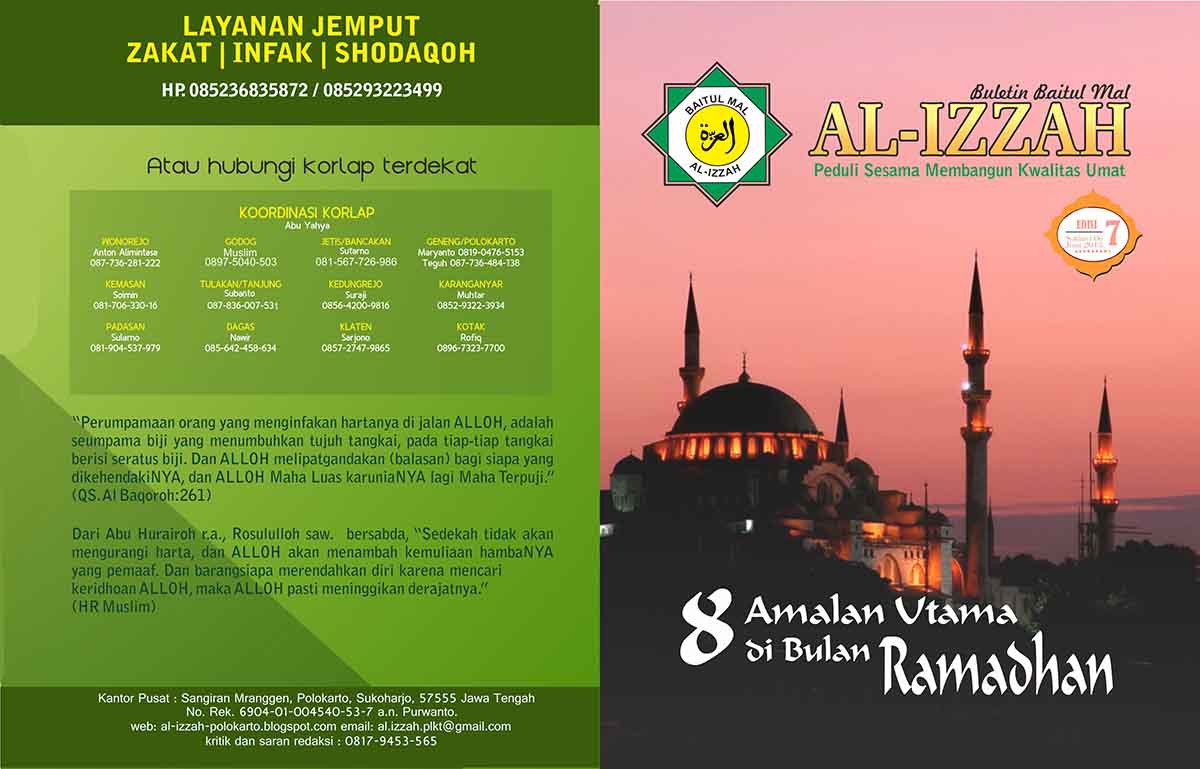 LAYANAN JEMPUT
ZAKAT | INFAK | SHODAQOH
HP. 085236835872 / 085293223499
Atau hubungi korlap terdekat
KOORDINASI KORLAP
Abu Yahya
WONOREJO
Anton Alimintese
087-736-281-222
GODOG
Muslim
0897-5040-503
JETIS/BANCAKAN
Sutarno
081-567-726-986
GENENG/POLOKARTO
Maryanto 0819-0476-5153
Teguh 087-736-484-138
KEMASAN
Soimin
081-706-330-16
TULAKAN/TANJUNG
Subanto
087-836-007-531
KEDUNGREJO
Suraji
0856-4200-9816
KARANGANYAR
Muhtar
0852-9322-3934
PADASAN
Sularno
081-904-537-979
DAGAS
Nawir
085-642-458-634
KLATEN
Sarjono
0857-2747-9865
KOTAK
Rofiq
0896-7323-7700
“Perumpamaan orang yang menginfakan hartanya di jalan ALLOH, adalah
seumpama biji yang menumbuhkan tujuh tangkai, pada tiap-tiap tangkai
berisi seratus biji. Dan ALLOH melipatgandakan (balasan) bagi siapa yang
dikehendakiNYA, dan ALLOH Maha Luas karuniaNYA lagi Maha Terpuji.”
(QS. Al Baqoroh:261)
Dari Abu Hurairoh r.a., Rosululloh saw. bersabda, “Sedekah tidak akan
mengurangi harta, dan ALLOH akan menambah kemuliaan hambaNYA
yang pemaaf. Dan barangsiapa merendahkan diri karena mencari
keridhoan ALLOH, maka ALLOH pasti meninggikan derajatnya.”
(HR Muslim)
Kantor Pusat : Sangiran Mranggen, Polokarto, Sukoharjo, 57555 Jawa Tengah
No. Rek. 6904-01-004540-53-7 a.n. Purwanto.
web: al-izzah-polokarto.blogspot.com email: al.izzah.plkt@gmail.com
kritik dan saran redaksi : 0817-9453-565
BAITUL MAL
العزة
AL-IZZAH
Buletin Baitul Mal
AL-IZZAH
Peduli Sesama Membangun Kwalitas Umat
EDISI
7
8 Amalan Utama
di Bulan Ramadhan